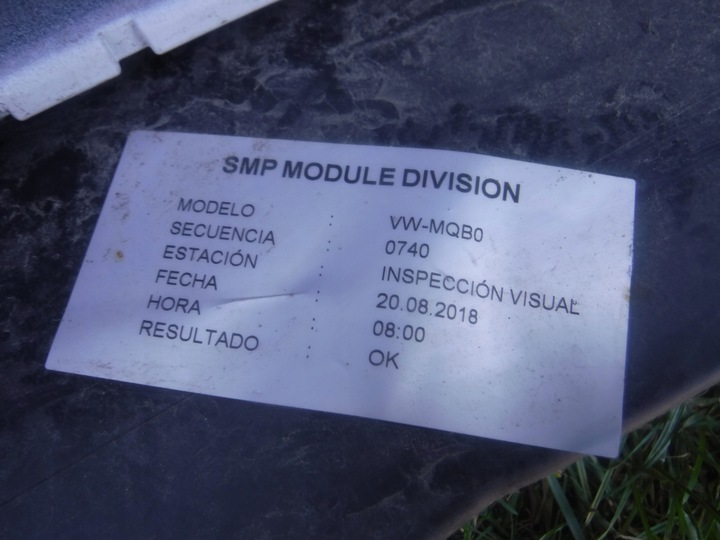 SMP MODULE DIVISION
MODELO : VW-MQB0
SECUENCIA : 0740
ESTACIÓN : INSPECCIÓN VISUAL
FECHA : 20.08.2018
HORA : 08:00
RESULTADO : OK